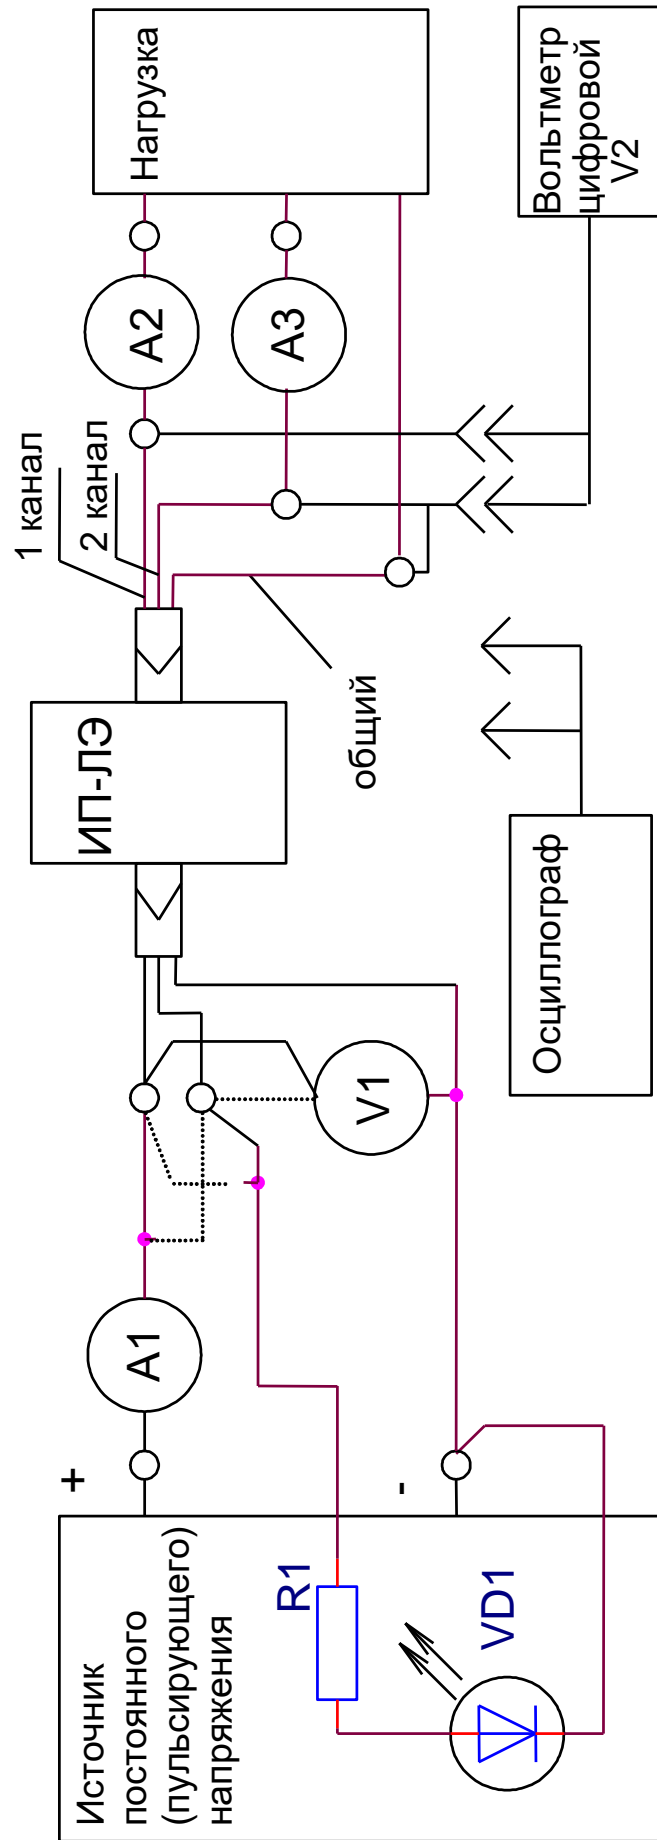 Источник
постоянного
(пульсирующего)
напряжения
+
-
R1
VD1
A1
V1
ИП-ЛЭ
Осциллограф
1 канал
2 канал
общий
A2
A3
Нагрузка
Вольтметр
цифровой
V2